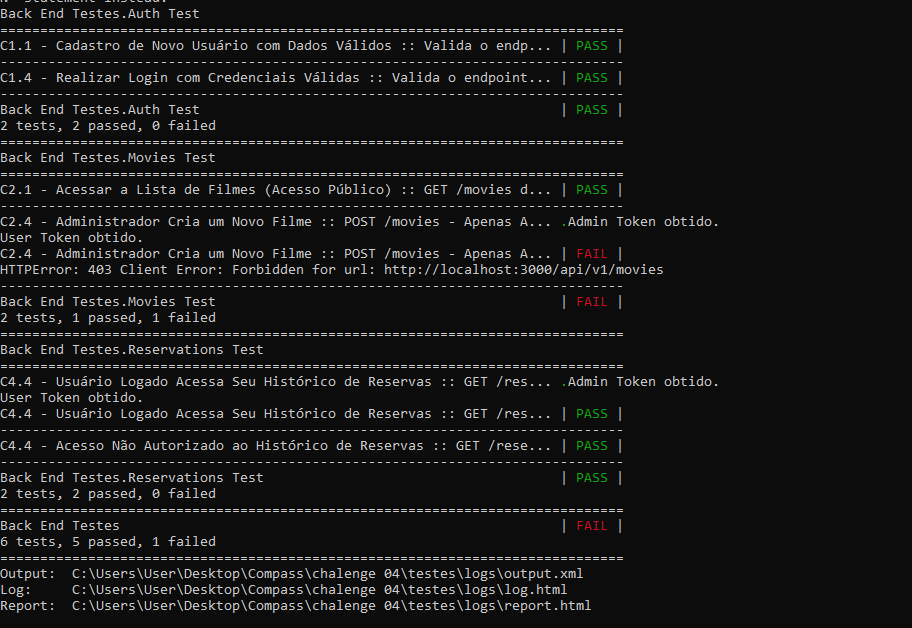 statement instead.
Back End Testes.Auth Test
==============================================================================
C1.1 - Cadastro de Novo Usuário com Dados Válidos :: Valida o endp... | PASS |
------------------------------------------------------------------------------
C1.4 - Realizar Login com Credenciais Válidas :: Valida o endpoint... | PASS |
------------------------------------------------------------------------------
Back End Testes.Auth Test                                             | PASS |
2 tests, 2 passed, 0 failed
==============================================================================
Back End Testes.Movies Test
==============================================================================
C2.1 - Acessar a Lista de Filmes (Acesso Público) :: GET /movies d... | PASS |
------------------------------------------------------------------------------
C2.4 - Administrador Cria um Novo Filme :: POST /movies - Apenas A... .Admin Token obtido.
User Token obtido.
C2.4 - Administrador Cria um Novo Filme :: POST /movies - Apenas A... | FAIL |
HTTPError: 403 Client Error: Forbidden for url: http://localhost:3000/api/v1/movies
------------------------------------------------------------------------------
Back End Testes.Movies Test                                           | FAIL |
2 tests, 1 passed, 1 failed
==============================================================================
Back End Testes.Reservations Test
==============================================================================
C4.4 - Usuário Logado Acessa Seu Histórico de Reservas :: GET /res... .Admin Token obtido.
User Token obtido.
C4.4 - Usuário Logado Acessa Seu Histórico de Reservas :: GET /res... | PASS |
------------------------------------------------------------------------------
C4.4 - Acesso Não Autorizado ao Histórico de Reservas :: GET /rese... | PASS |
------------------------------------------------------------------------------
Back End Testes.Reservations Test                                     | PASS |
2 tests, 2 passed, 0 failed
==============================================================================
Back End Testes                                                       | FAIL |
6 tests, 5 passed, 1 failed
==============================================================================
Output:  C:\Users\User\Desktop\Compass\chalenge 04\testes\logs\output.xml
Log:     C:\Users\User\Desktop\Compass\chalenge 04\testes\logs\log.html
Report:  C:\Users\User\Desktop\Compass\chalenge 04\testes\logs\report.html